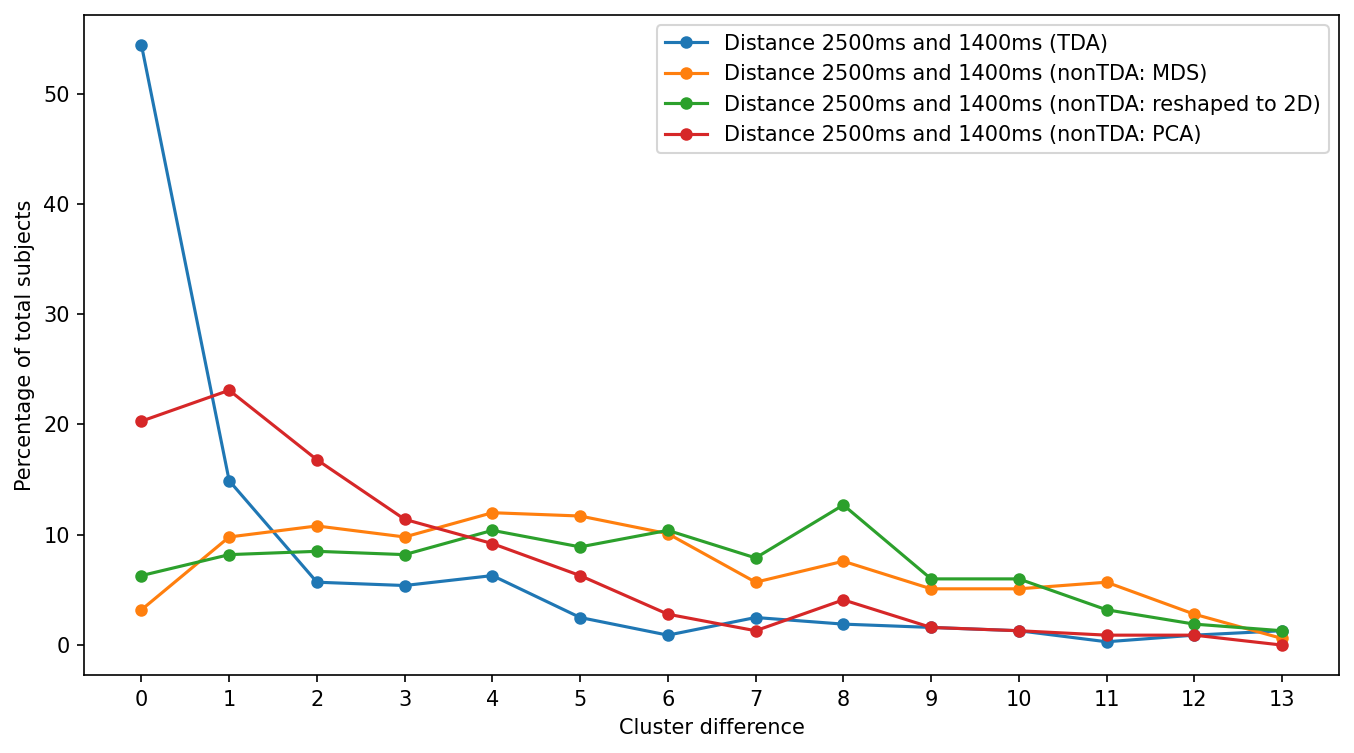 Distance 2500ms and 1400ms (TDA)
Distance 2500ms and 1400ms (nonTDA: MDS)
Distance 2500ms and 1400ms (nonTDA: reshaped to 2D)
Distance 2500ms and 1400ms (nonTDA: PCA)
Percentage of total subjects
50
40
30
20
10
0
0 1 2 3 4 5 6 7 8 9 10 11 12 13
Cluster difference